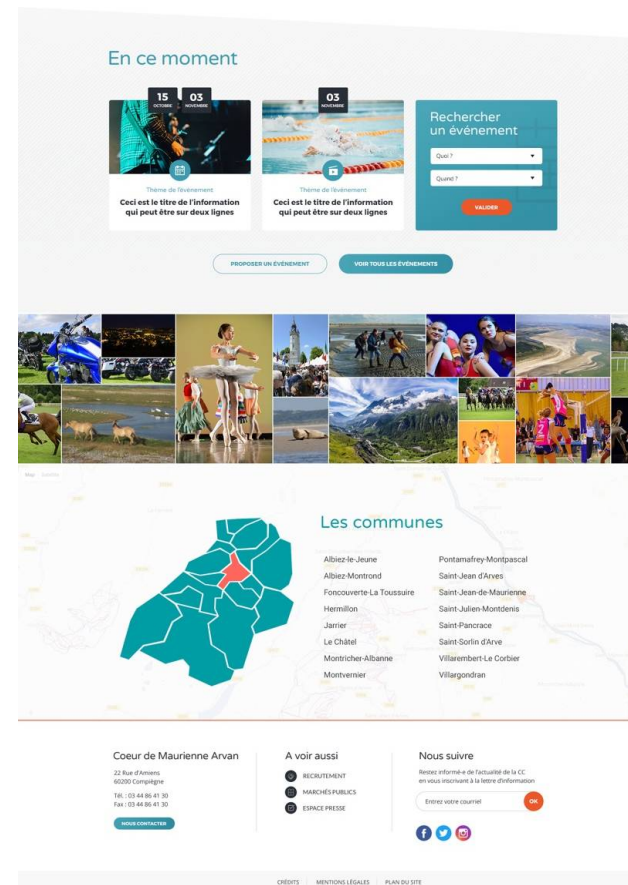 En ce moment
15
OCTOBRE
03
NOVEMBRE
Thème de l'événement
Ceci est le titre de l'information
qui peut être sur deux lignes
03
NOVEMBRE
Thème de l'événement
Ceci est le titre de l'information
qui peut être sur deux lignes
Rechercher
un événement
Quoi ?
Quand ?
VALIDER
PROPOSER UN ÉVÉNEMENT
VOIR TOUS LES ÉVÉNEMENTS
Map
Les communes
Albiez-le-Jeune
Albiez-Montrond
Foncouverte-La Toussuire
Hermillon
Jarrier
Le Châtel
Montricher-Albanne
Montvernier
Pontamafrey-Montpascal
Saint-Jean d'Arves
Saint-Jean-de-Maurienne
Saint-Julien-Montdenis
Saint-Pancrace
Saint-Sorlin d'Arve
Villarembert-Le Corbier
Villargondran
Coeur de Maurienne Arvan
22 Rue d'Amiens
60200 Compiègne
Tél. : 03 44 86 41 30
Fax : 03 44 86 41 30
NOUS CONTACTER
A voir aussi
RECRUTEMENT
MARCHÉS PUBLICS
ESPACE PRESSE
Nous suivre
Restez informé-e de l'actualité de la CC
en vous inscrivant à la lettre d'information
Entrez votre courriel
OK
CRÉDITS
MENTIONS LÉGALES
PLAN DU SITE